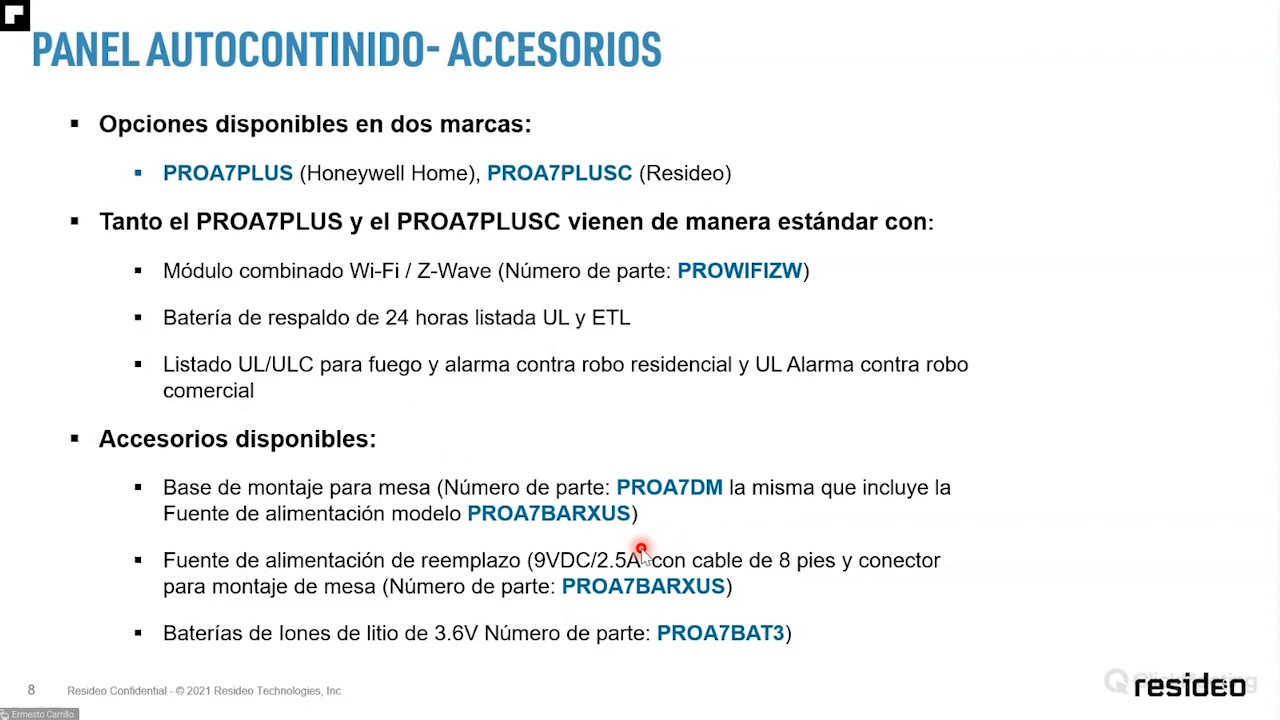 PANEL AUTOCONTINIDO- ACCESORIOS
▪ Opciones disponibles en dos marcas:
▪ PROA7PLUS (Honeywell Home), PROA7PLUSC (Resideo)
▪ Tanto el PROA7PLUS y el PROA7PLUSC vienen de manera estándar con:
▪ Módulo combinado Wi-Fi / Z-Wave (Número de parte: PROWIFIZW)
▪ Batería de respaldo de 24 horas listada UL y ETL
▪ Listado UL/ULC para fuego y alarma contra robo residencial y UL Alarma contra robo
comercial
▪ Accesorios disponibles:
▪ Base de montaje para mesa (Número de parte: PROA7DM la misma que incluye la
Fuente de alimentación modelo PROA7BARXUS)
▪ Fuente de alimentación de reemplazo (9VDC/2.5A con cable de 8 pies y conector
para montaje de mesa (Número de parte: PROA7BARXUS)
▪ Baterías de Iones de litio de 3.6V Número de parte: PROA7BAT3)
8 Resideo Confidential - © 2021 Resideo Technologies, Inc
resideo
Ermesto Carrillo